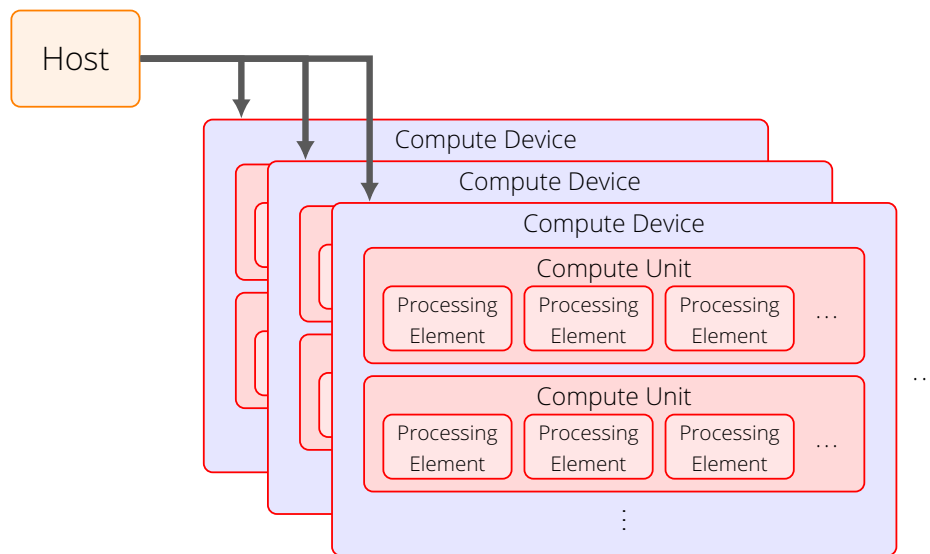 Host
Compute Device
Compute Device
Compute Device
Compute Unit
Processing Element
Processing Element
Processing Element
...
Compute Unit
Processing Element
Processing Element
Processing Element
...
⋮
..